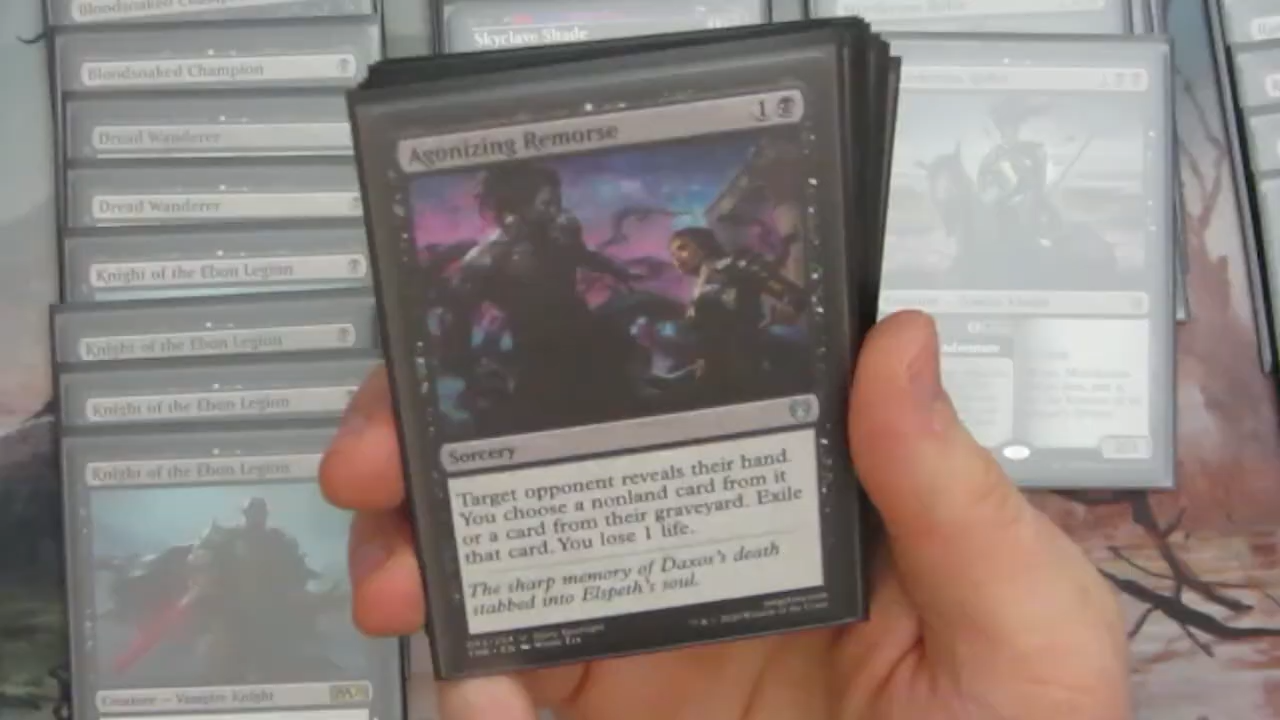 Bloodsoaked Champion
Bloodsoaked Champion
Dread Wanderer
Dread Wanderer
Knight of the Ebon Legion
Knight of the Ebon Legion
Knight of the Ebon Legion
Knight of the Ebon Legion
Creature — Vampire Knight
Skyclave Shade
Agonizing Remorse
1
Sorcery
Target opponent reveals their hand.
You choose a nonland card from it
or a card from their graveyard. Exile
that card. You lose 1 life.
The sharp memory of Daxos's death
stabbed into Elspeth's soul.